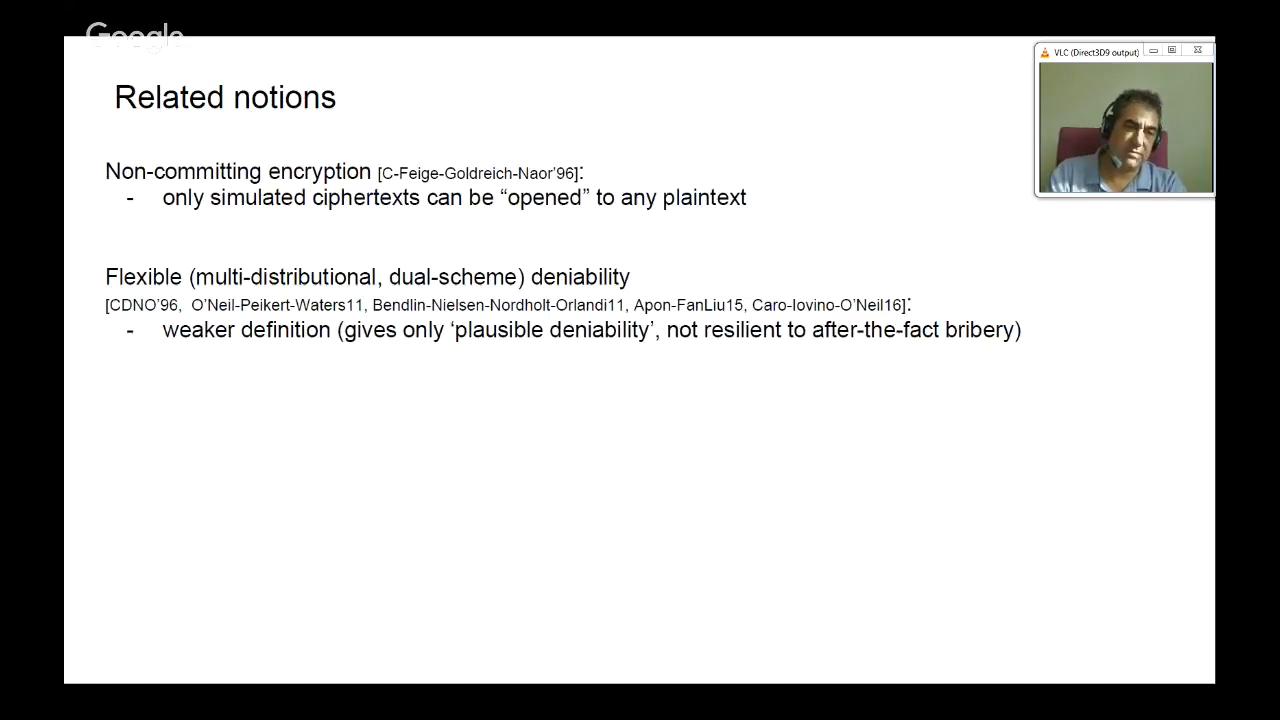 Google
VLC (Direct3D9 output)
Related notions
Non-committing encryption [C-Feige-Goldreich-Naor’96]:
- only simulated ciphertexts can be “opened” to any plaintext
Flexible (multi-distributional, dual-scheme) deniability
[CDNO’96, O’Neil-Peikert-Waters11, Bendlin-Nielsen-Nordholt-Orlandi11, Apon-FanLiu15, Caro-Iovino-O’Neil16]:
- weaker definition (gives only ‘plausible deniability’, not resilient to after-the-fact bribery)